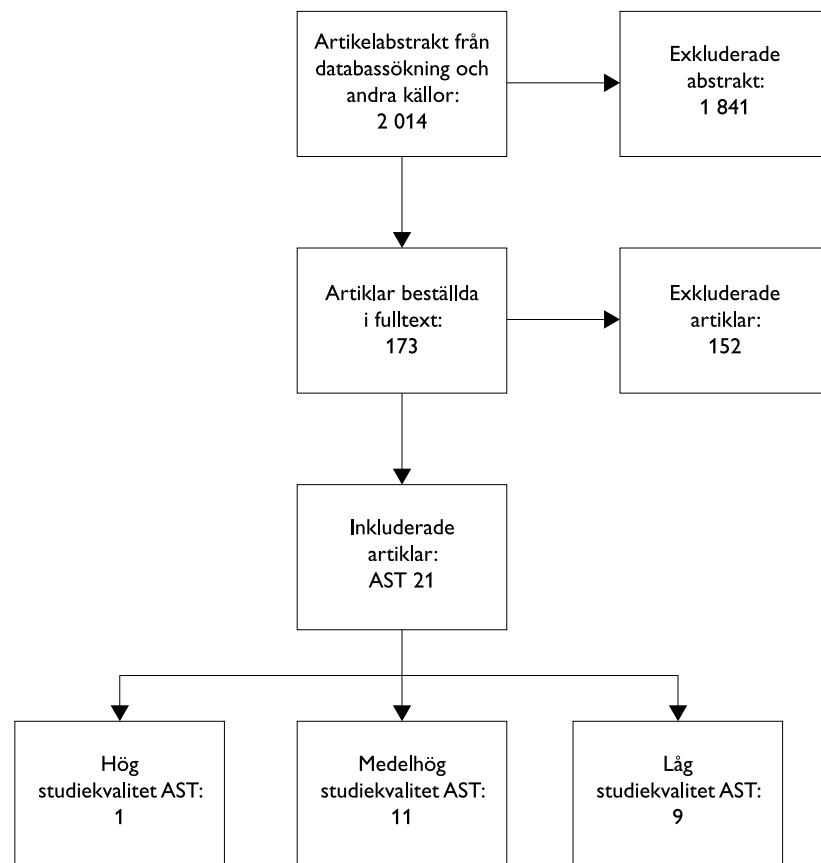 Artikelabstrakt från
databassökning och
andra källor:
2 014
Exkluderade
abstrakt:
1 841
Artiklar beställda
i fulltext:
173
Exkluderade
artiklar:
152
Inkluderade
artiklar:
AST 21
Hög
studiekvalitet AST:
1
Medelhög
studiekvalitet AST:
11
Låg
studiekvalitet AST:
9